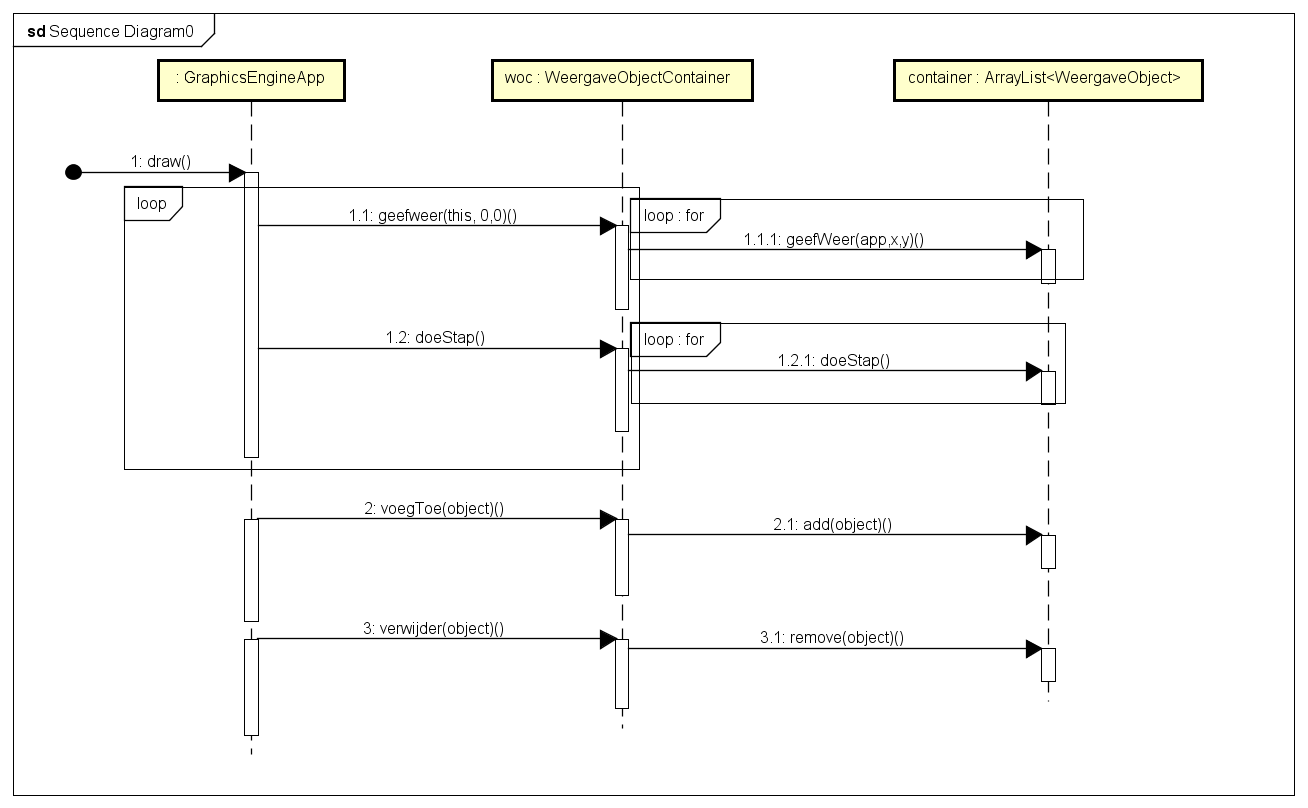 sd Sequence Diagram0
: GraphicsEngineApp
woc : WeergaveObjectContainer
container : ArrayList<WeergaveObject>
1: draw()
loop
1.1: geefweer(this, 0,0)()
loop : for
1.1.1: geefWeer(app,x,y)()
1.2: doeStap()
loop : for
1.2.1: doeStap()
2: voegToe(object)()
2.1: add(object)()
3: verwijder(object)()
3.1: remove(object)()